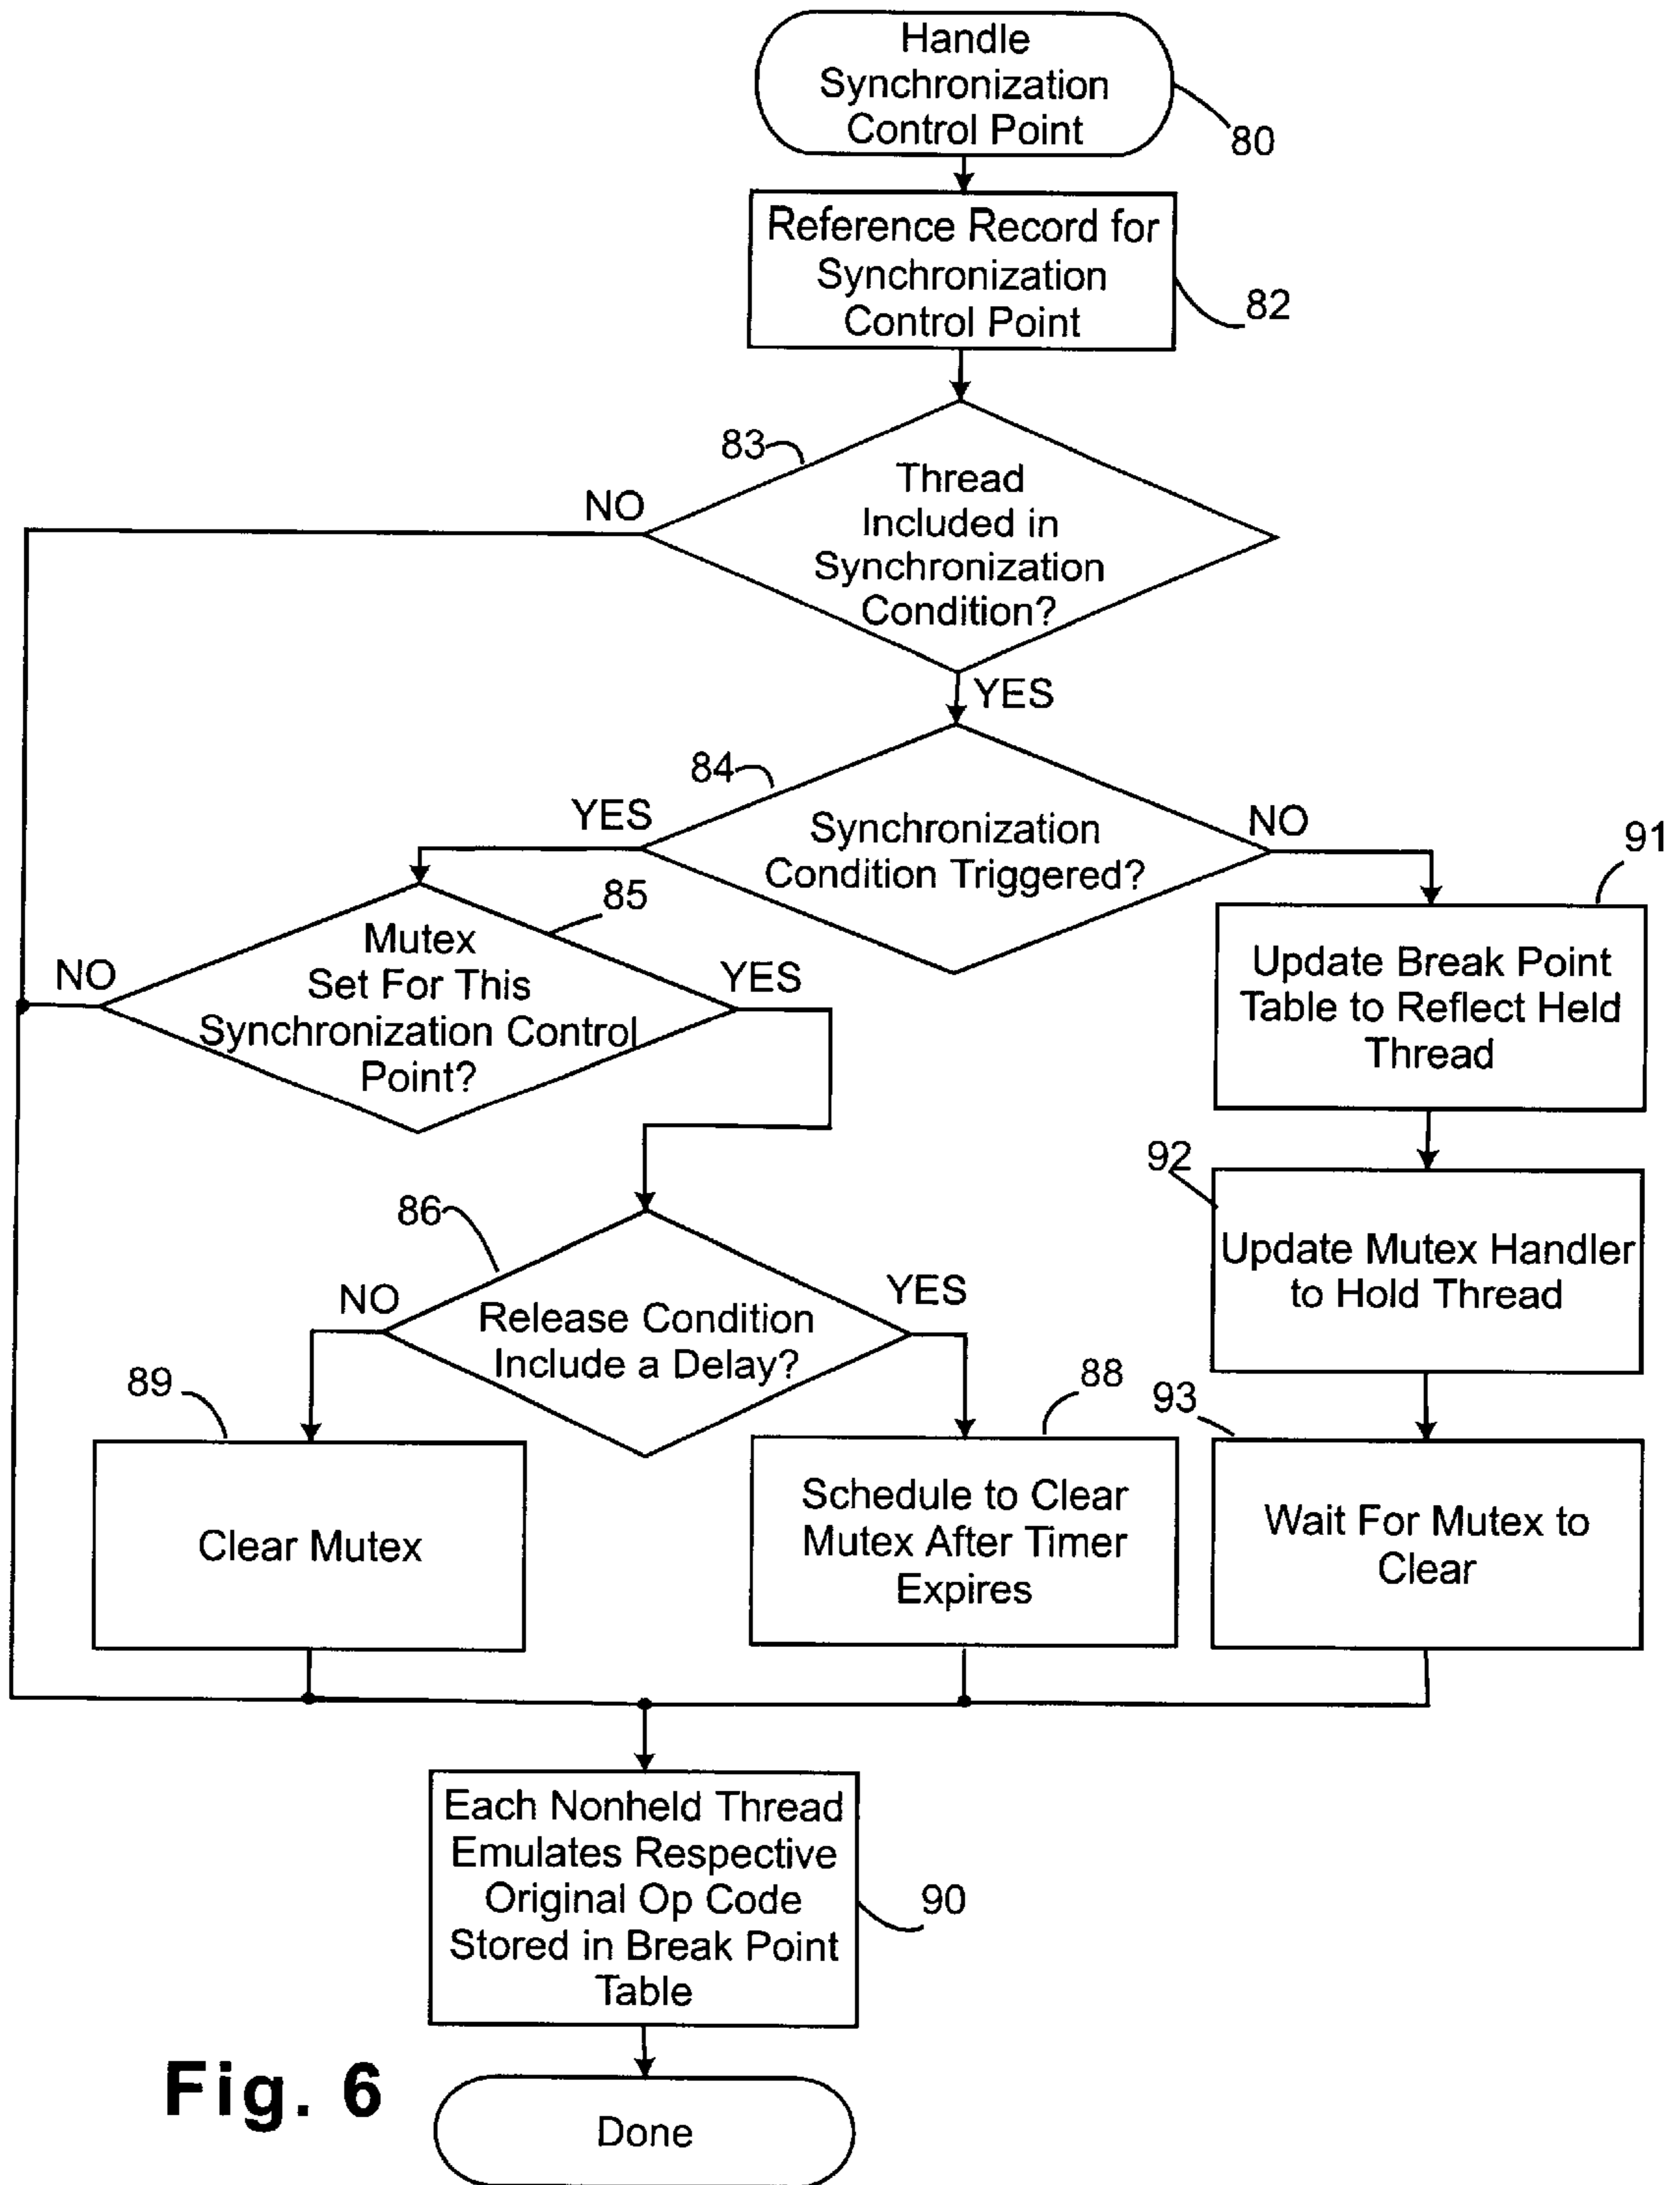 Handle
Synchronization
Control Point
80
Reference Record for
Synchronization
Control Point
82
83
NO
Thread
Included in
Synchronization
Condition?
YES
84
YES
Synchronization
Condition Triggered?
NO
91
85
Mutex
Set For This
Synchronization Control
Point?
NO
YES
Update Break Point
Table to Reflect Held
Thread
92
Update Mutex Handler
to Hold Thread
86
NO
Release Condition
Include a Delay?
YES
89
88
93
Clear Mutex
Schedule to Clear
Mutex After Timer
Expires
Wait For Mutex to
Clear
Each Nonheld Thread
Emulates Respective
Original Op Code
Stored in Break Point
Table
90
Fig. 6
Done